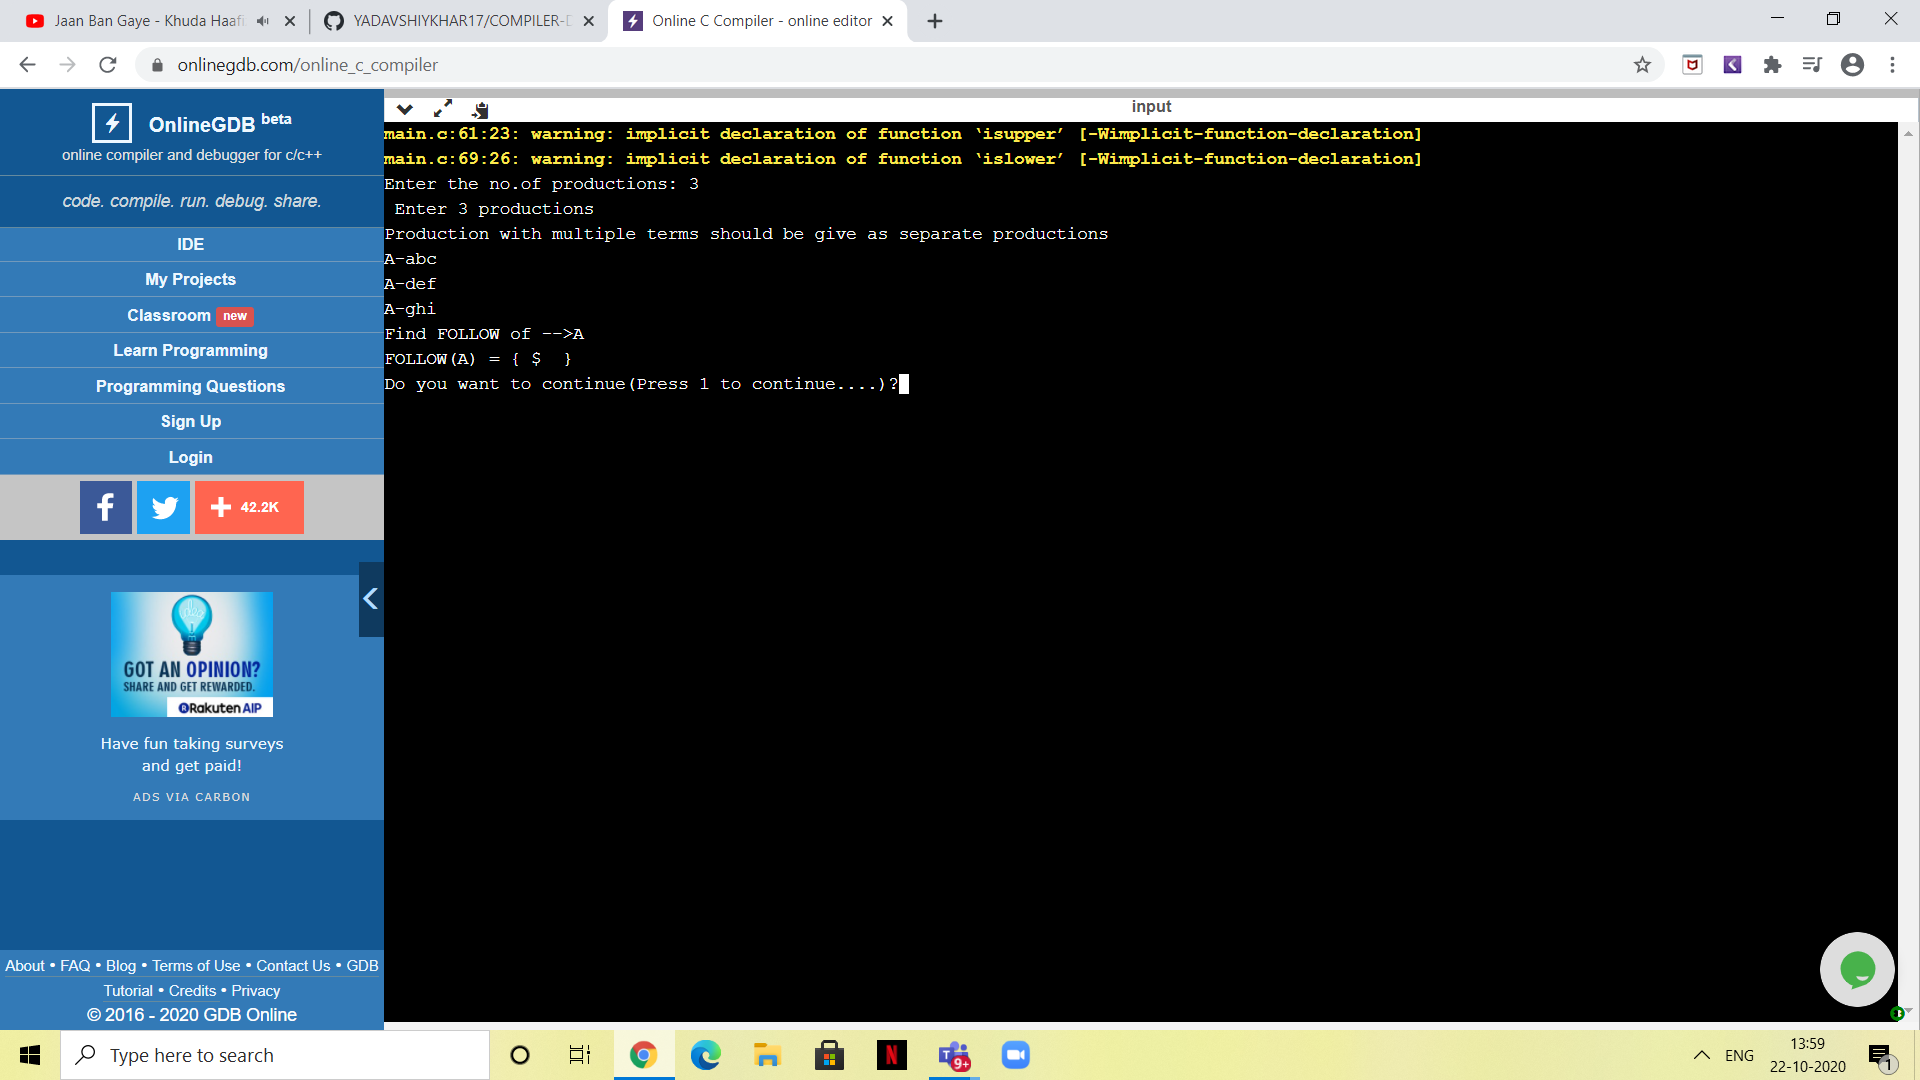 Jaan Ban Gaye - Khuda Haafi
YADAVSHIYKHAR17/COMPILER-D
Online C Compiler - online editor
onlinegdb.com/online_c_compiler
OnlineGDB beta
online compiler and debugger for c/c++
code. compile. run. debug. share.
IDE
My Projects
Classroom new
Learn Programming
Programming Questions
Sign Up
Login
42.2K
GOT AN OPINION?
SHARE AND GET REWARDED.
Rakuten AIP
Have fun taking surveys
and get paid!
ADS VIA CARBON
About • FAQ • Blog • Terms of Use • Contact Us • GDB
Tutorial • Credits • Privacy
© 2016 - 2020 GDB Online
input
main.c:61:23: warning: implicit declaration of function ‘isupper’ [-Wimplicit-function-declaration]
main.c:69:26: warning: implicit declaration of function ‘islower’ [-Wimplicit-function-declaration]
Enter the no.of productions: 3
Enter 3 productions
Production with multiple terms should be give as separate productions
A-abc
A-def
A-ghi
Find FOLLOW of -->A
FOLLOW(A) = { $  }
Do you want to continue(Press 1 to continue....)?
Type here to search
9+
ENG
13:59
22-10-2020
1